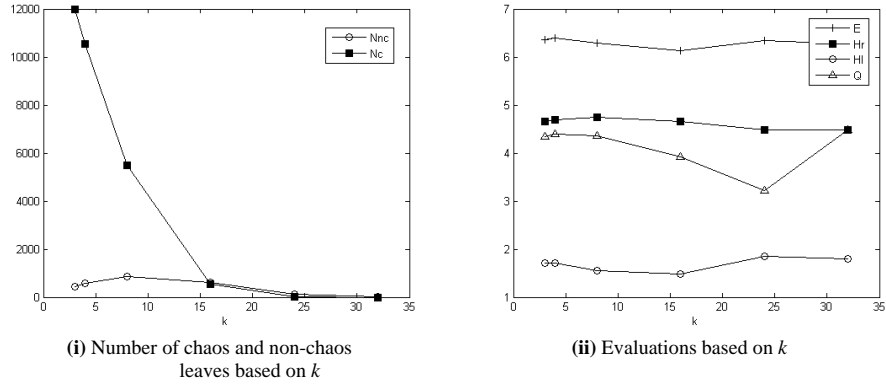 12000
10000
8000
6000
4000
2000
0
0 5 10 15 20 25 30 35
k
Nnc
Nc
(i) Number of chaos and non-chaos
leaves based on k
7
6
5
4
3
2
1
0 5 10 15 20 25 30 35
k
E
Hr
Hl
Q
(ii) Evaluations based on k